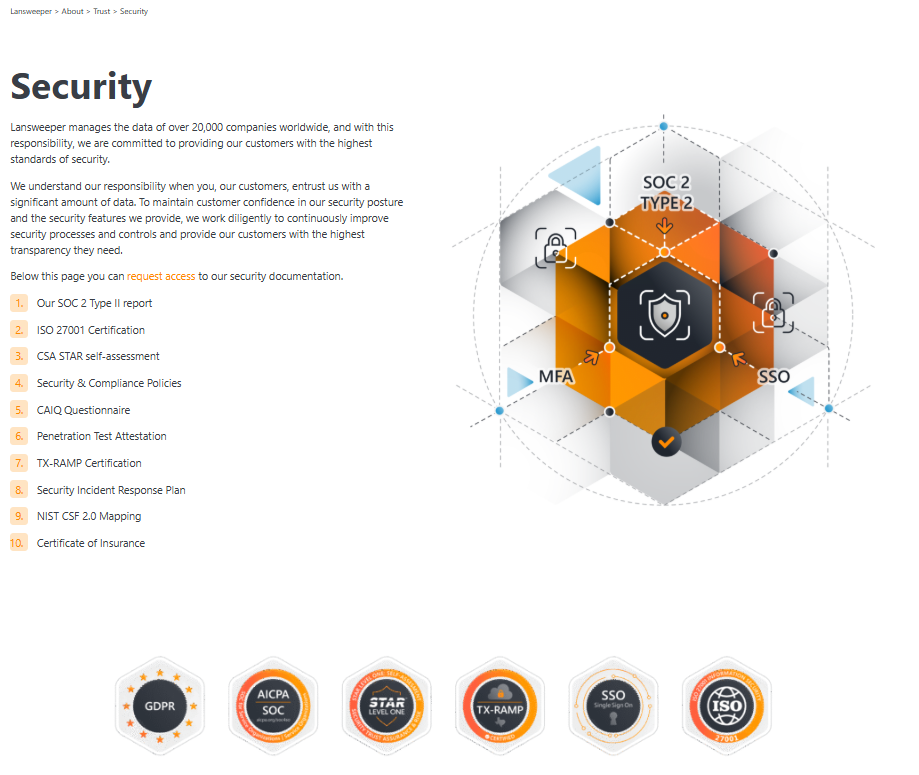 Lansweeper > About > Trust > Security
Security
Lansweeper manages the data of over 20,000 companies worldwide, and with this
responsibility, we are committed to providing our customers with the highest
standards of security.
We understand our responsibility when you, our customers, entrust us with a
significant amount of data. To maintain customer confidence in our security posture
and the security features we provide, we work diligently to continuously improve
security processes and controls and provide our customers with the highest
transparency they need.
Below this page you can request access to our security documentation.
1. Our SOC 2 Type II report
2. ISO 27001 Certification
3. CSA STAR self-assessment
4. Security & Compliance Policies
5. CAIQ Questionnaire
6. Penetration Test Attestation
7. TX-RAMP Certification
8. Security Incident Response Plan
9. NIST CSF 2.0 Mapping
10. Certificate of Insurance
SOC 2
TYPE 2
MFA
SSO
GDPR
AICPA
SOC
STAR
LEVEL ONE
TX-RAMP
CERTIFIED
SSO
Single Sign On
ISO
27001